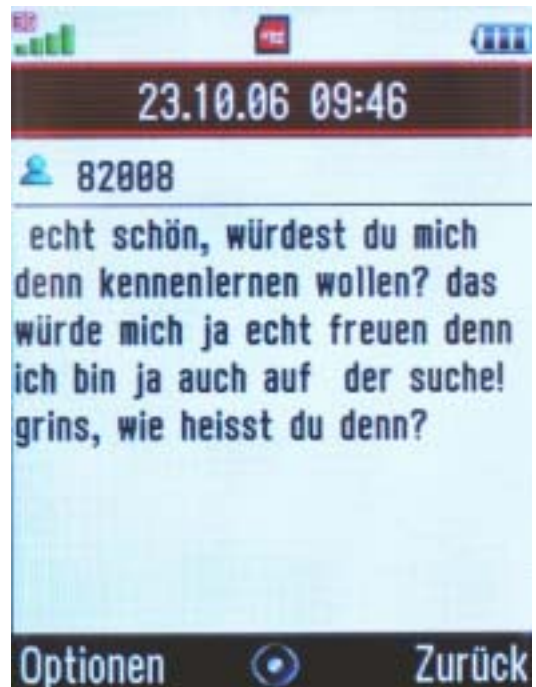 23.10.06 09:46
82008
echt schön, würdest du mich
denn kennenlernen wollen? das
würde mich ja echt freuen denn
ich bin ja auch auf der suche!
grins, wie heisst du denn?
Optionen Zurück